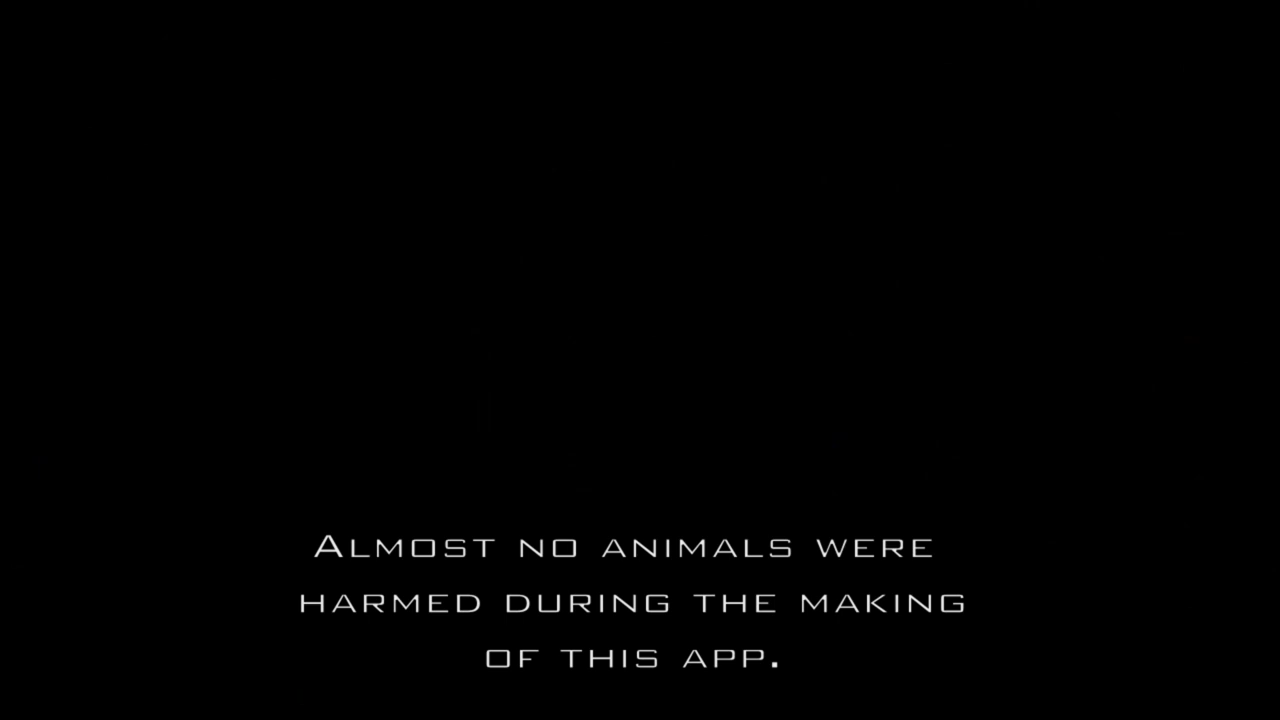 Almost no animals were
harmed during the making
of this app.